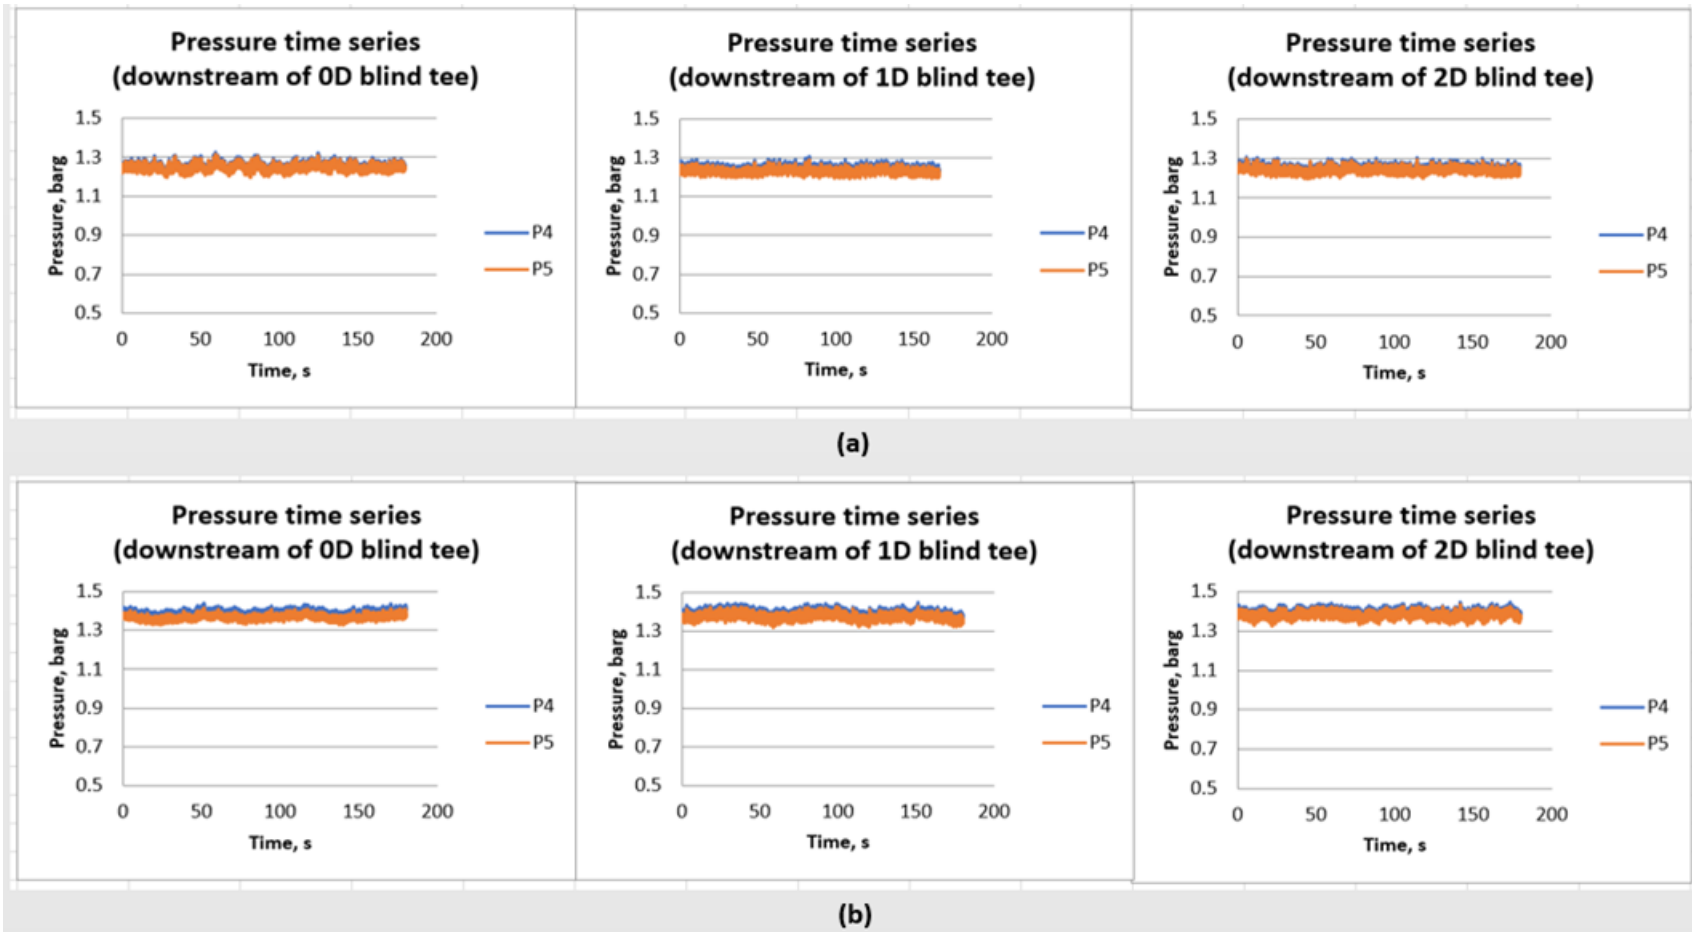 Pressure time series
(downstream of 0D blind tee)
1.5
1.3
1.1
0.9
0.7
0.5
Pressure, barg
0 50 100 150 200
Time, s
P4
P5
Pressure time series
(downstream of 1D blind tee)
1.5
1.3
1.1
0.9
0.7
0.5
Pressure, barg
0 50 100 150 200
Time, s
P4
P5
Pressure time series
(downstream of 2D blind tee)
1.5
1.3
1.1
0.9
0.7
0.5
Pressure, barg
0 50 100 150 200
Time, s
P4
P5
(a)
Pressure time series
(downstream of 0D blind tee)
1.5
1.3
1.1
0.9
0.7
0.5
Pressure, barg
0 50 100 150 200
Time, s
P4
P5
Pressure time series
(downstream of 1D blind tee)
1.5
1.3
1.1
0.9
0.7
0.5
Pressure, barg
0 50 100 150 200
Time, s
P4
P5
Pressure time series
(downstream of 2D blind tee)
1.5
1.3
1.1
0.9
0.7
0.5
Pressure, barg
0 50 100 150 200
Time, s
P4
P5
(b)